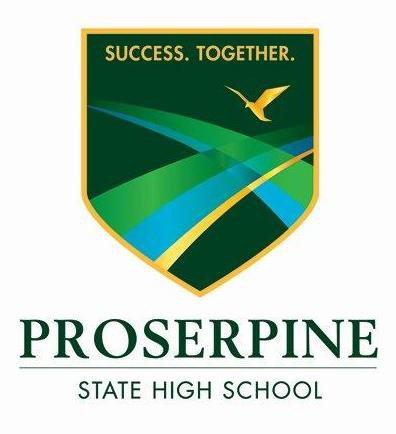 SUCCESS. TOGETHER.
PROSERPINE
STATE HIGH SCHOOL